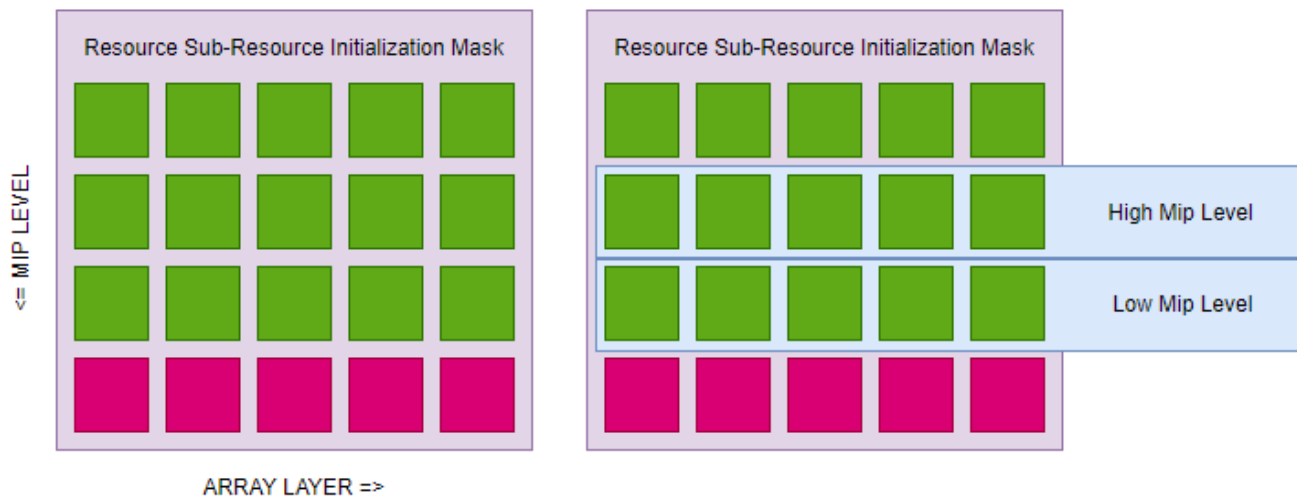 Resource Sub-Resource Initialization Mask
Resource Sub-Resource Initialization Mask
<= MIP LEVEL
High Mip Level
Low Mip Level
ARRAY LAYER =>